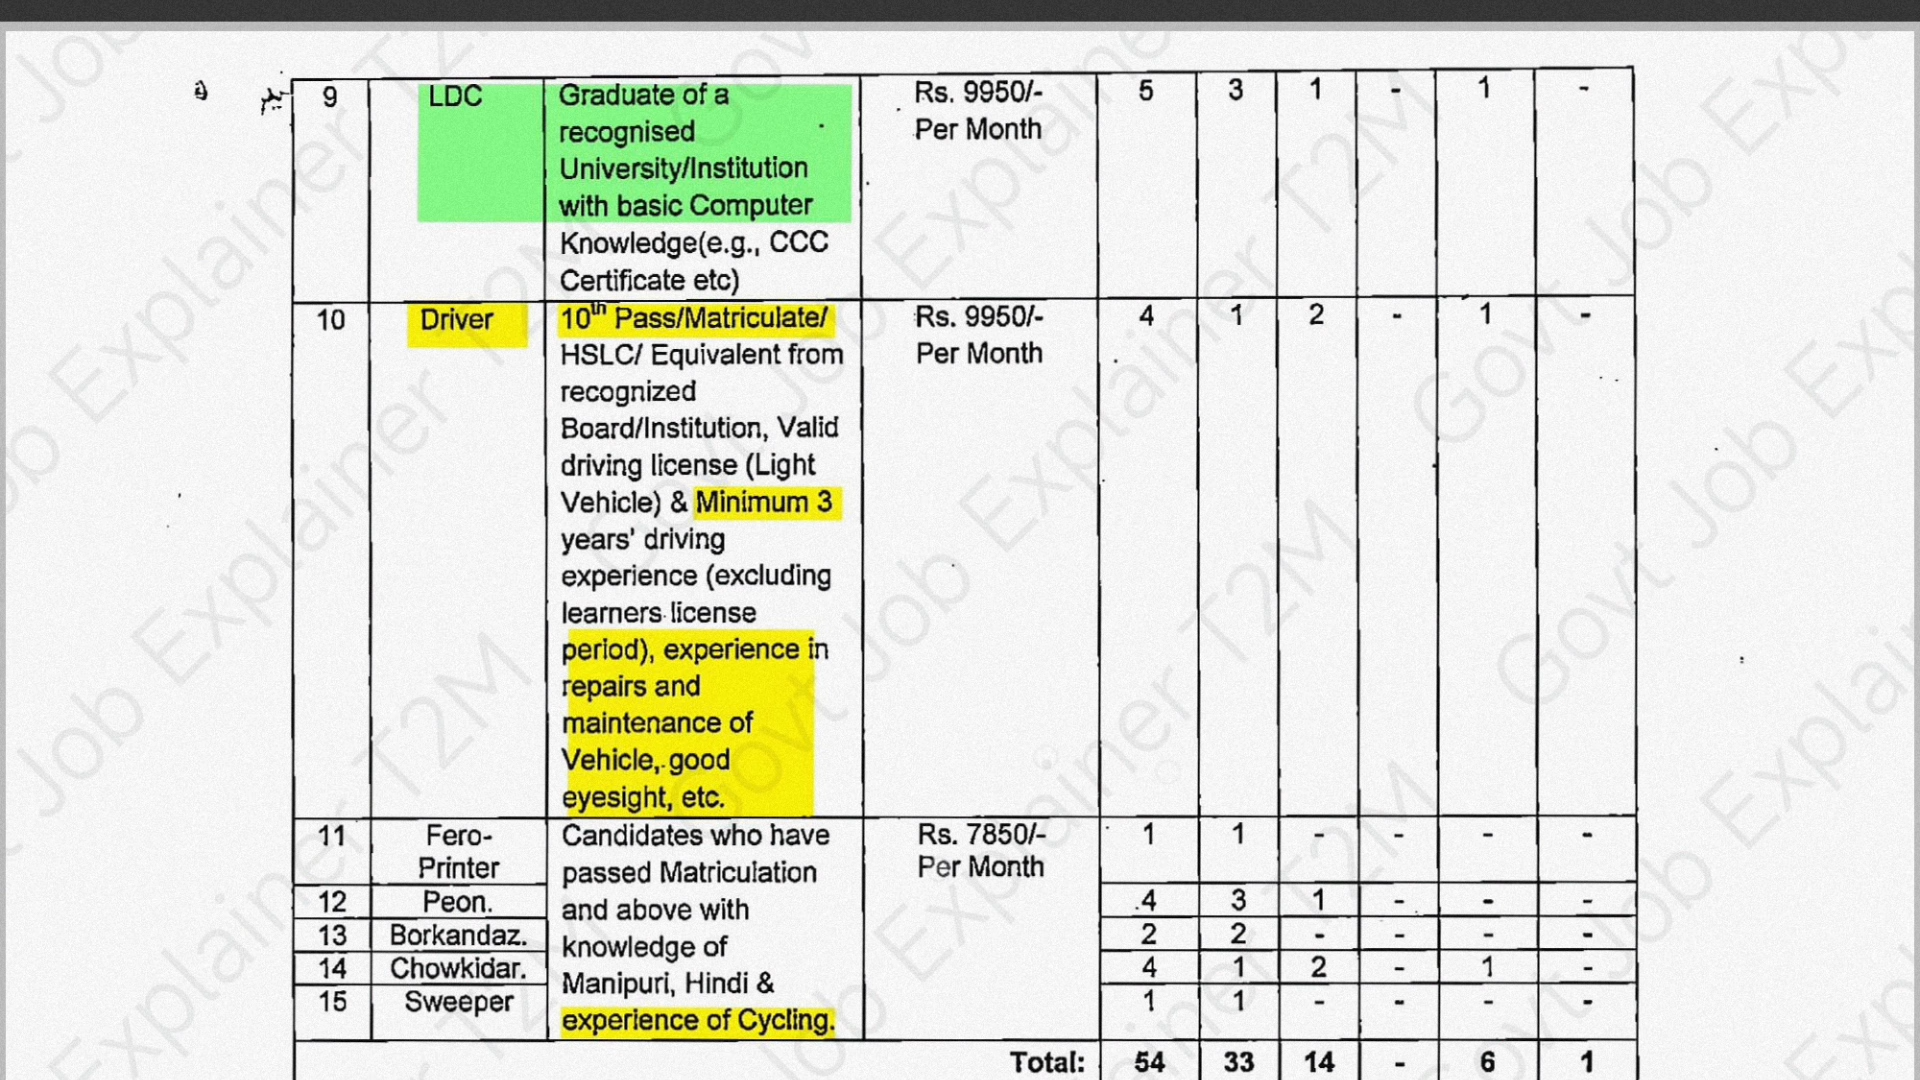 9 LDC Graduate of a Rs. 9950/- 5 3 1 - 1 -
recognised Per Month
University/Institution
with basic Computer
Knowledge(e.g., CCC
Certificate etc)
10 Driver 10th Pass/Matriculate/ Rs. 9950/- 4 1 2 - 1 -
HSLC/ Equivalent from Per Month
recognized
Board/Institution, Valid
driving license (Light
Vehicle) & Minimum 3
years' driving
experience (excluding
learners license
period), experience in
repairs and
maintenance of
Vehicle, good
eyesight, etc.
11 Fero-Printer Candidates who have Rs. 7850/- 1 1 - - - -
passed Matriculation Per Month
12 Peon. and above with 4 3 1 - - -
13 Borkandaz. knowledge of 2 2 - - - -
14 Chowkidar. Manipuri, Hindi & 4 1 2 - 1 -
15 Sweeper experience of Cycling. 1 1 - - - -
Total: 54 33 14 - 6 1
Govt Job Explainer T2M